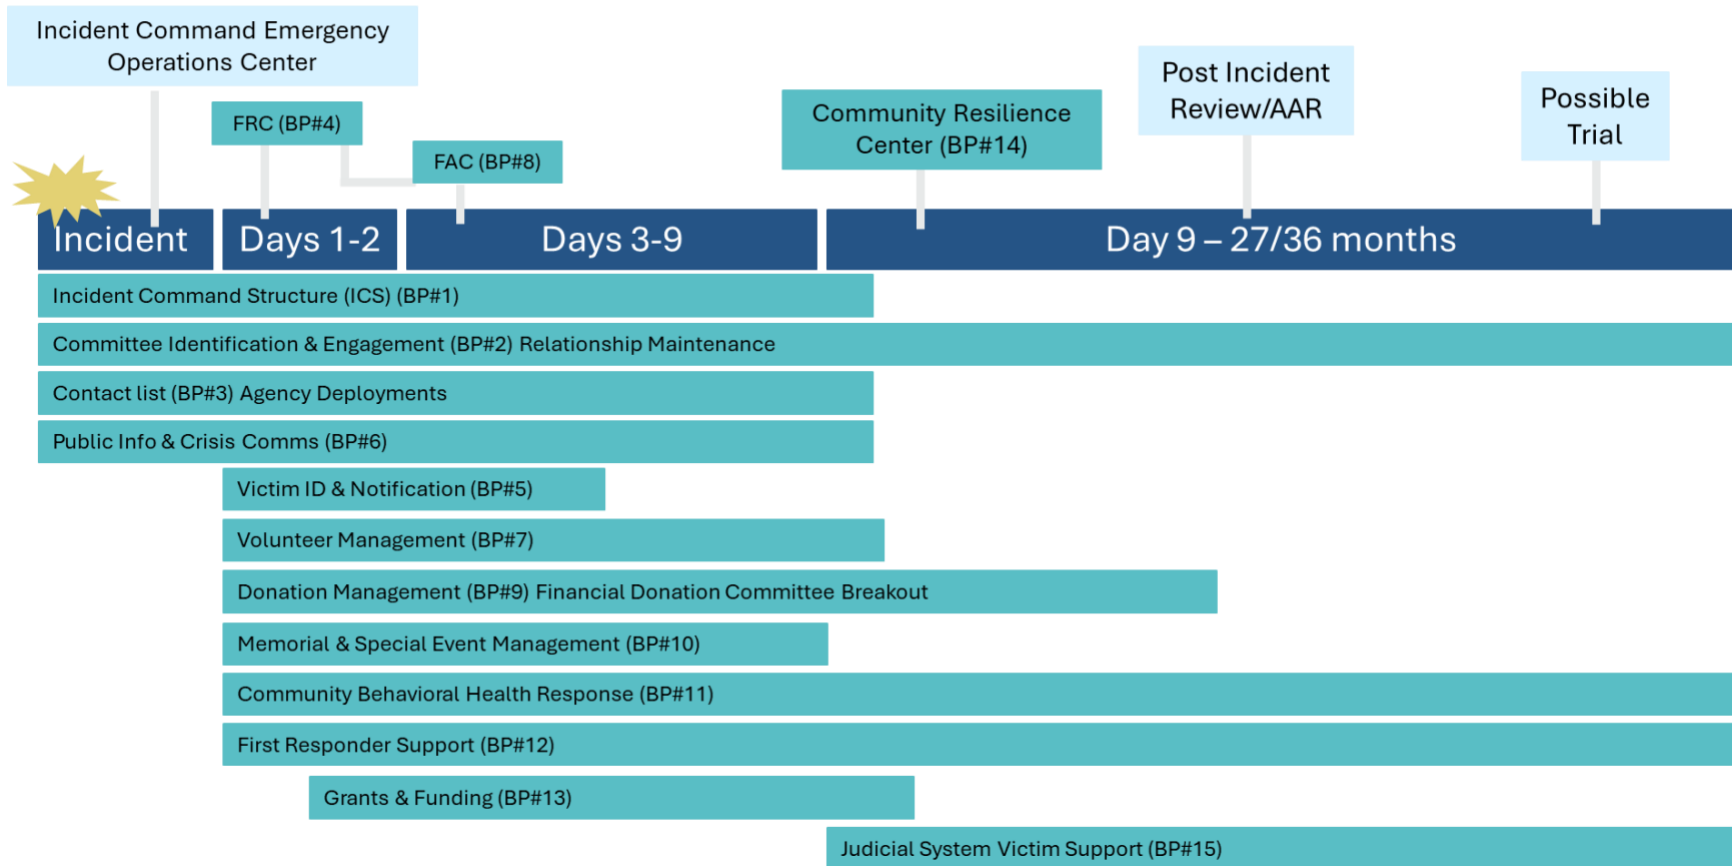 Incident Command Emergency
Operations Center
FRC (BP#4)
FAC (BP#8)
Community Resilience
Center (BP#14)
Post Incident
Review/AAR
Possible
Trial
Incident
Days 1-2
Days 3-9
Day 9 – 27/36 months
Incident Command Structure (ICS) (BP#1)
Committee Identification & Engagement (BP#2) Relationship Maintenance
Contact list (BP#3) Agency Deployments
Public Info & Crisis Comms (BP#6)
Victim ID & Notification (BP#5)
Volunteer Management (BP#7)
Donation Management (BP#9) Financial Donation Committee Breakout
Memorial & Special Event Management (BP#10)
Community Behavioral Health Response (BP#11)
First Responder Support (BP#12)
Grants & Funding (BP#13)
Judicial System Victim Support (BP#15)